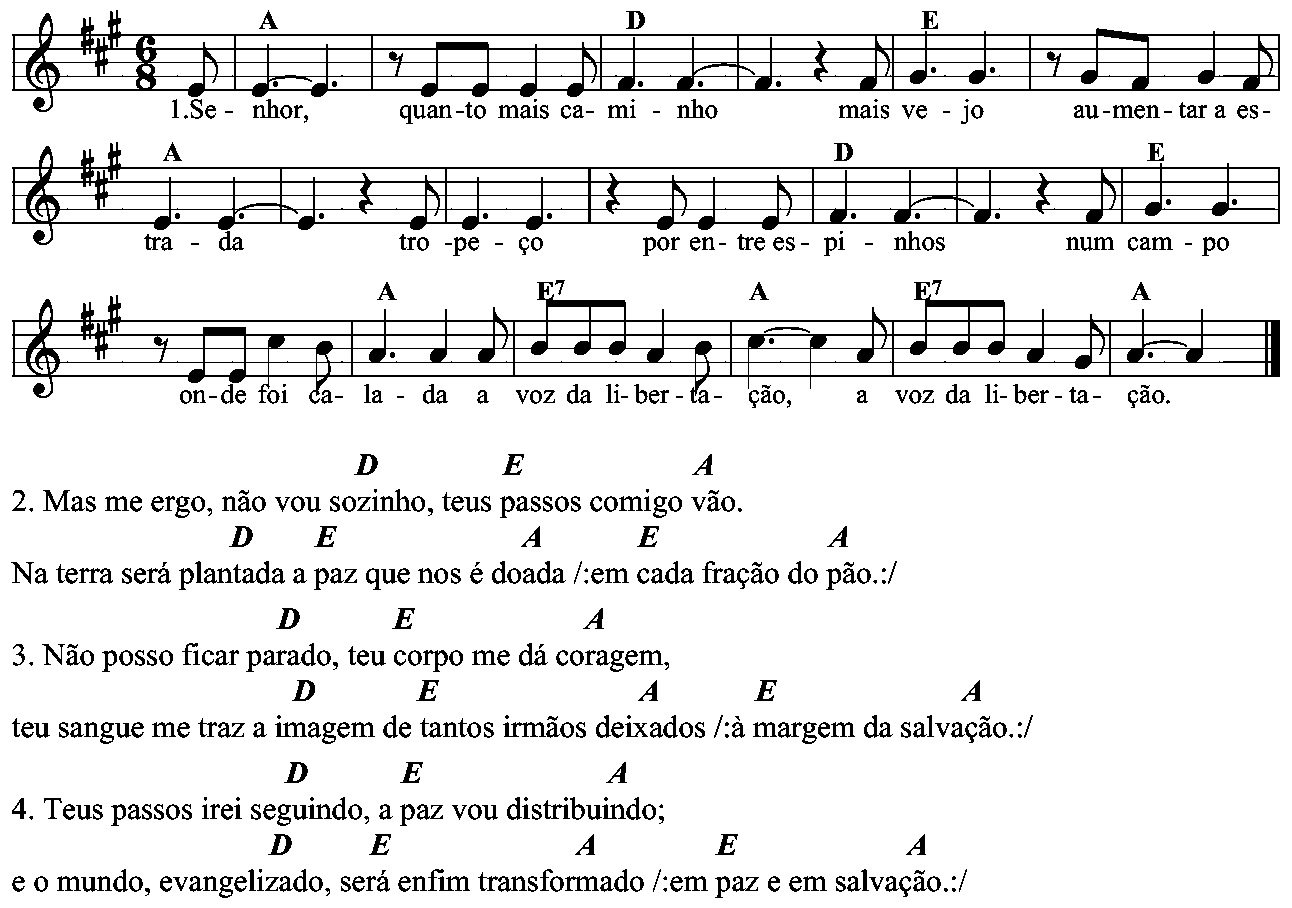 A D E
6 8
1.Se - nhor, quan-to mais ca- mi - nho mais ve - jo au-men-tar a es-
A D E
tra - da tro-pe-ço por en-tre es-pi-nhos num cam-po
A E7 A E7 A
on-de foi ca- la- da a voz da li-ber-ta- ção, a voz da li-ber-ta- ção.
D E A
2. Mas me ergo, não vou sozinho, teus passos comigo vão.
D E A E A
Na terra será plantada a paz que nos é doada /:em cada fração do pão.:/
D E A
3. Não posso ficar parado, teu corpo me dá coragem,
D E A E A
teu sangue me traz a imagem de tantos irmãos deixados /:à margem da salvação.:/
D E A
4. Teus passos irei seguindo, a paz vou distribuindo;
D E A E A
e o mundo, evangelizado, será enfim transformado /:em paz e em salvação.:/